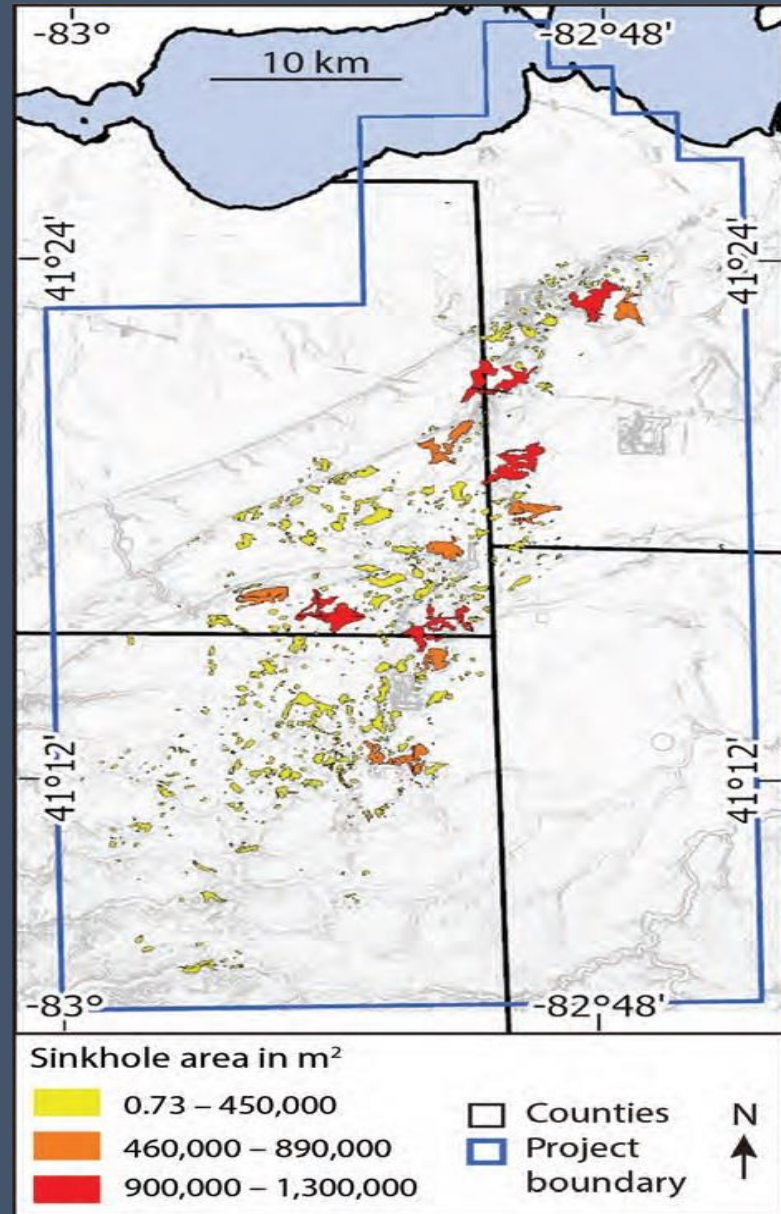 -83°
-82°48'
10 km
41°24'
41°24'
41°12'
41°12'
-83°
-82°48'
Sinkhole area in m²
0.73 – 450,000
460,000 – 890,000
900,000 – 1,300,000
Counties
Project
boundary
N